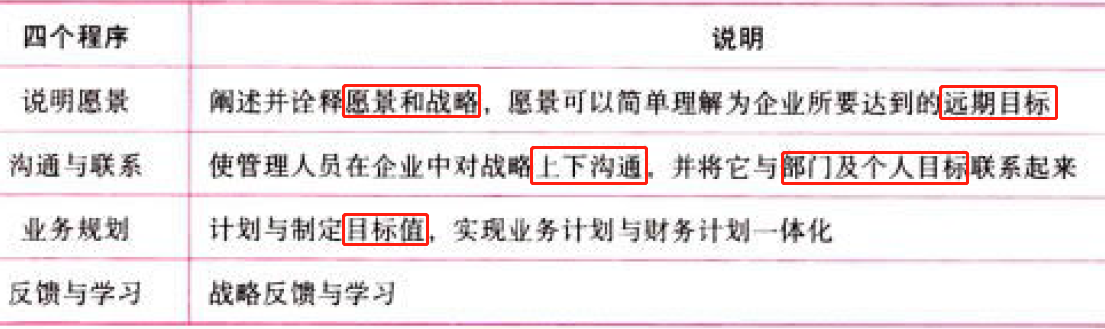 四个程序 说明
说明愿景 阐述并诠释愿景和战略，愿景可以简单理解为企业所要达到的远期目标
沟通与联系 使管理人员在企业中对战略上下沟通，并将它与部门及个人目标联系起来
业务规划 计划与制定目标值，实现业务计划与财务计划一体化
反馈与学习 战略反馈与学习